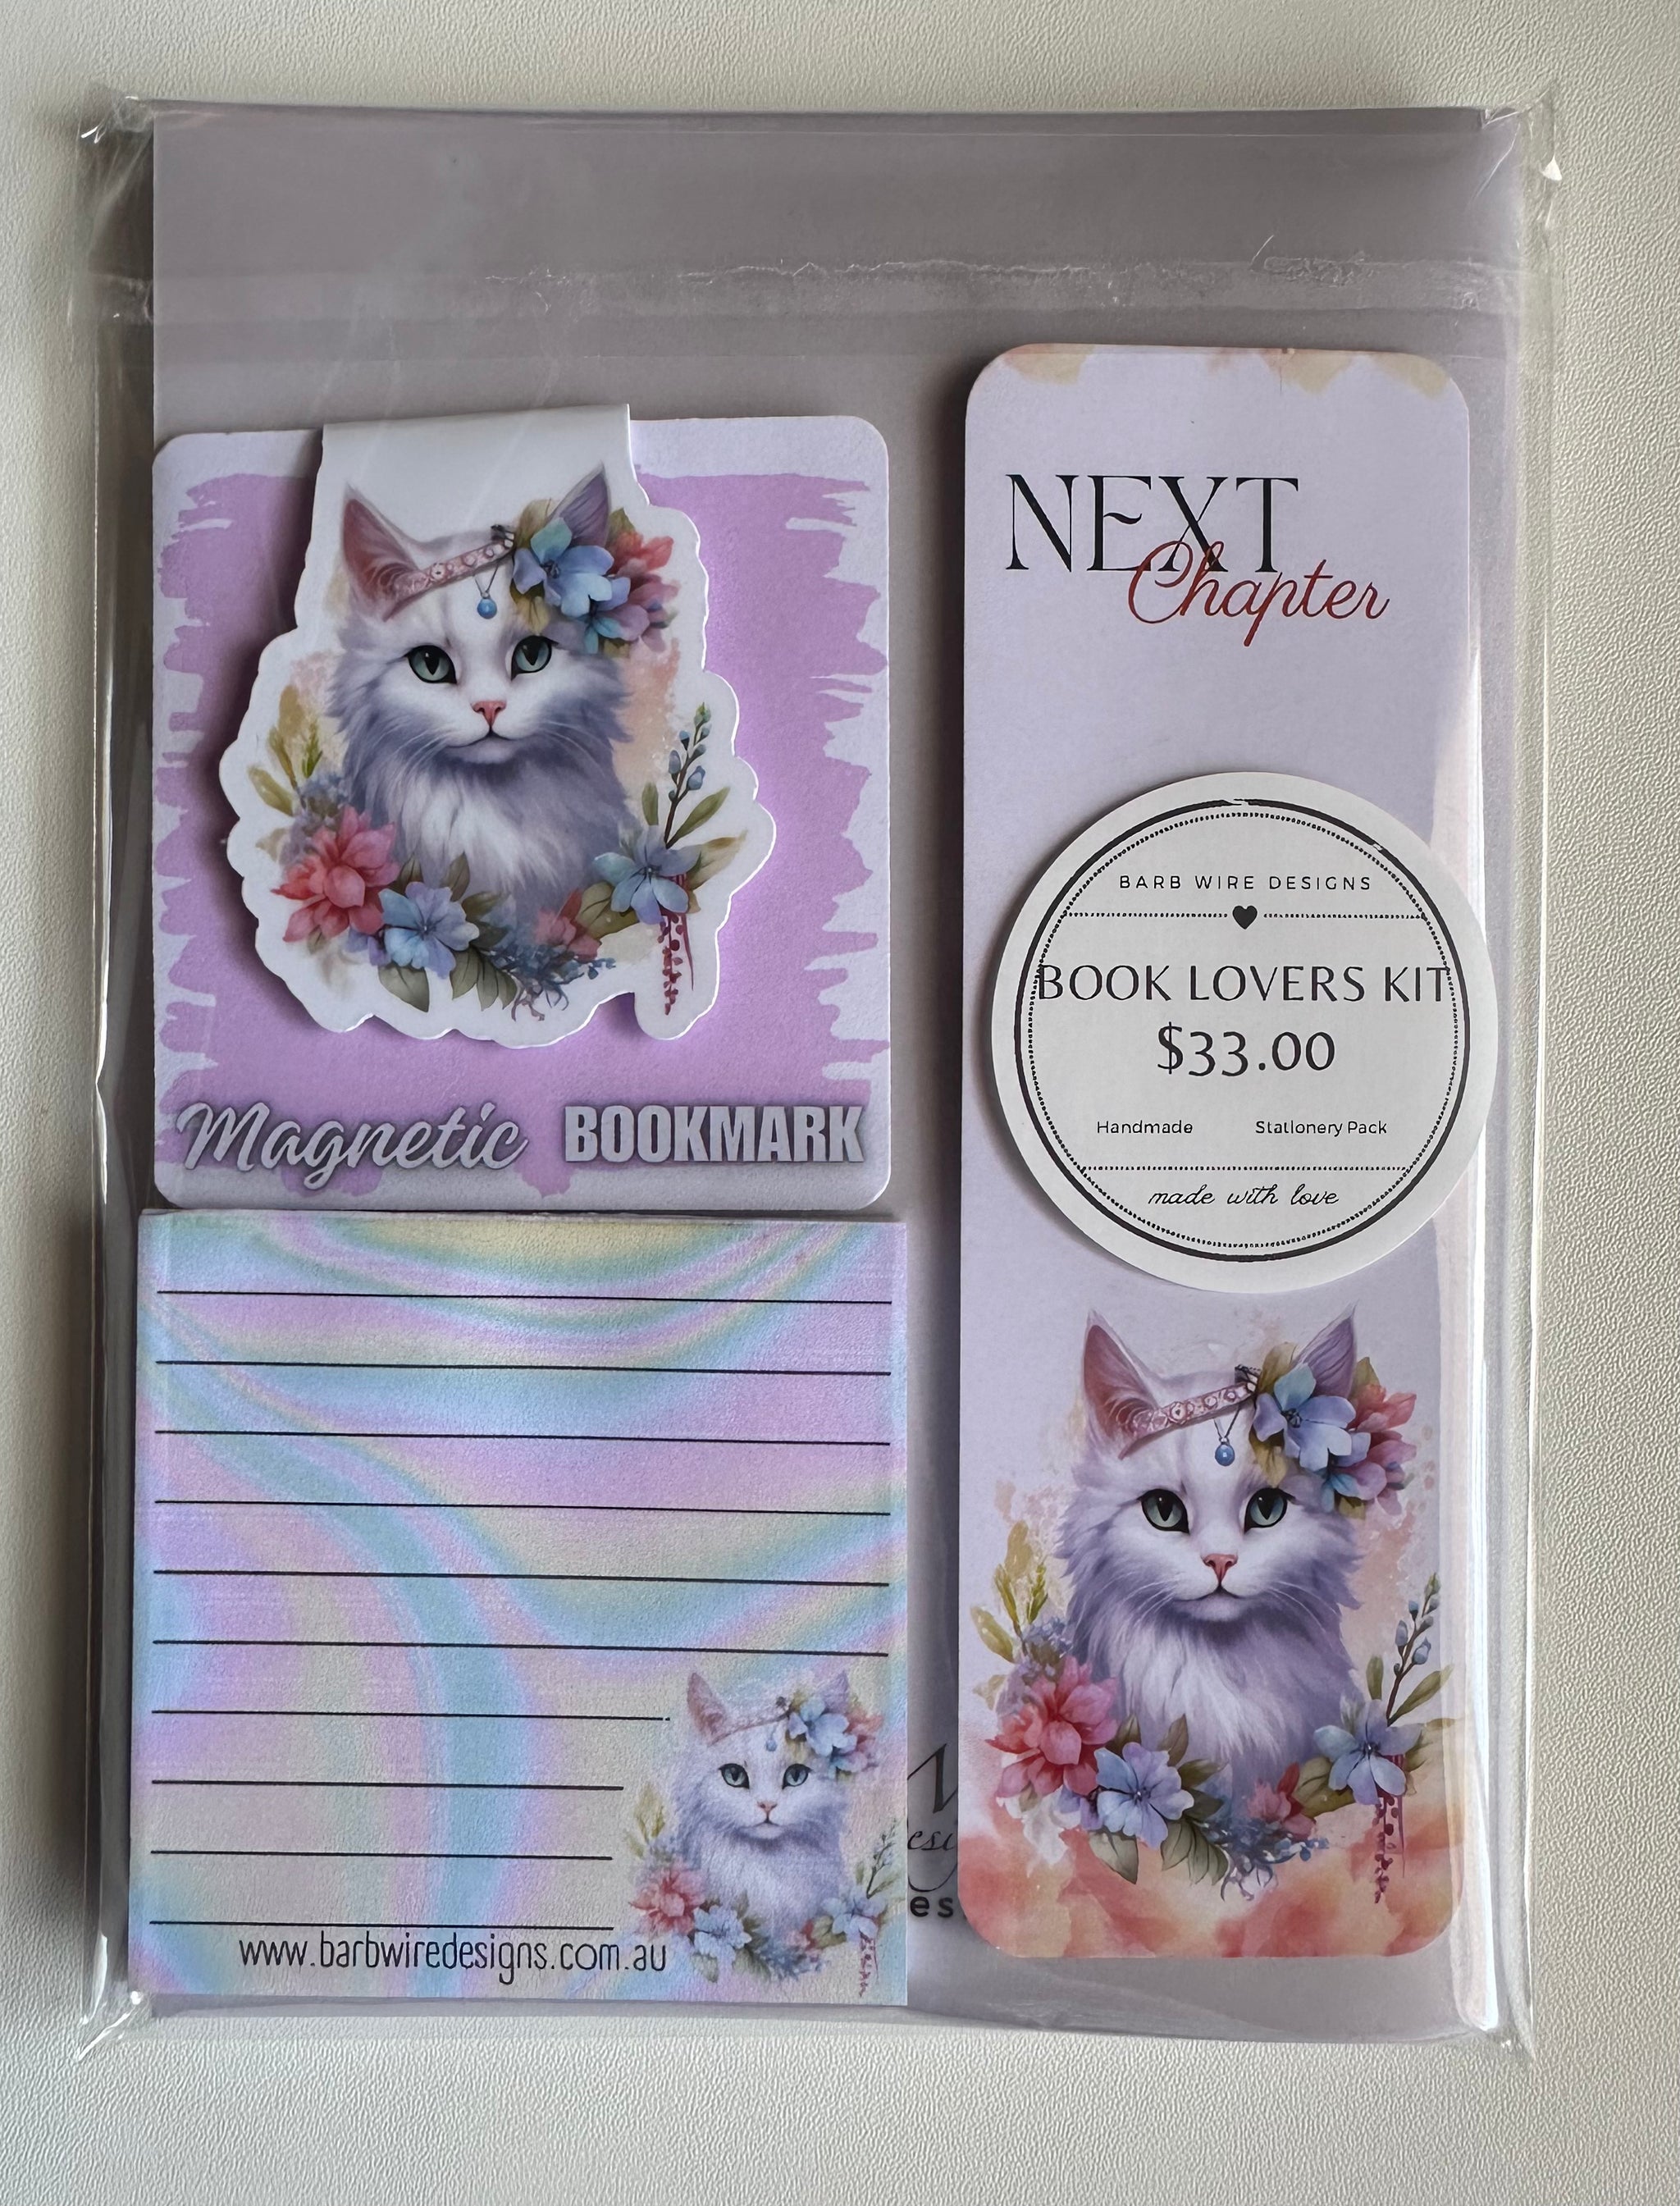 Magnetic BOOKMARK
www.barbwiredesigns.com.au
NEXT
Chapter
BARB WIRE DESIGNS
BOOK LOVERS KIT
$33.00
Handmade Stationery Pack
made with love